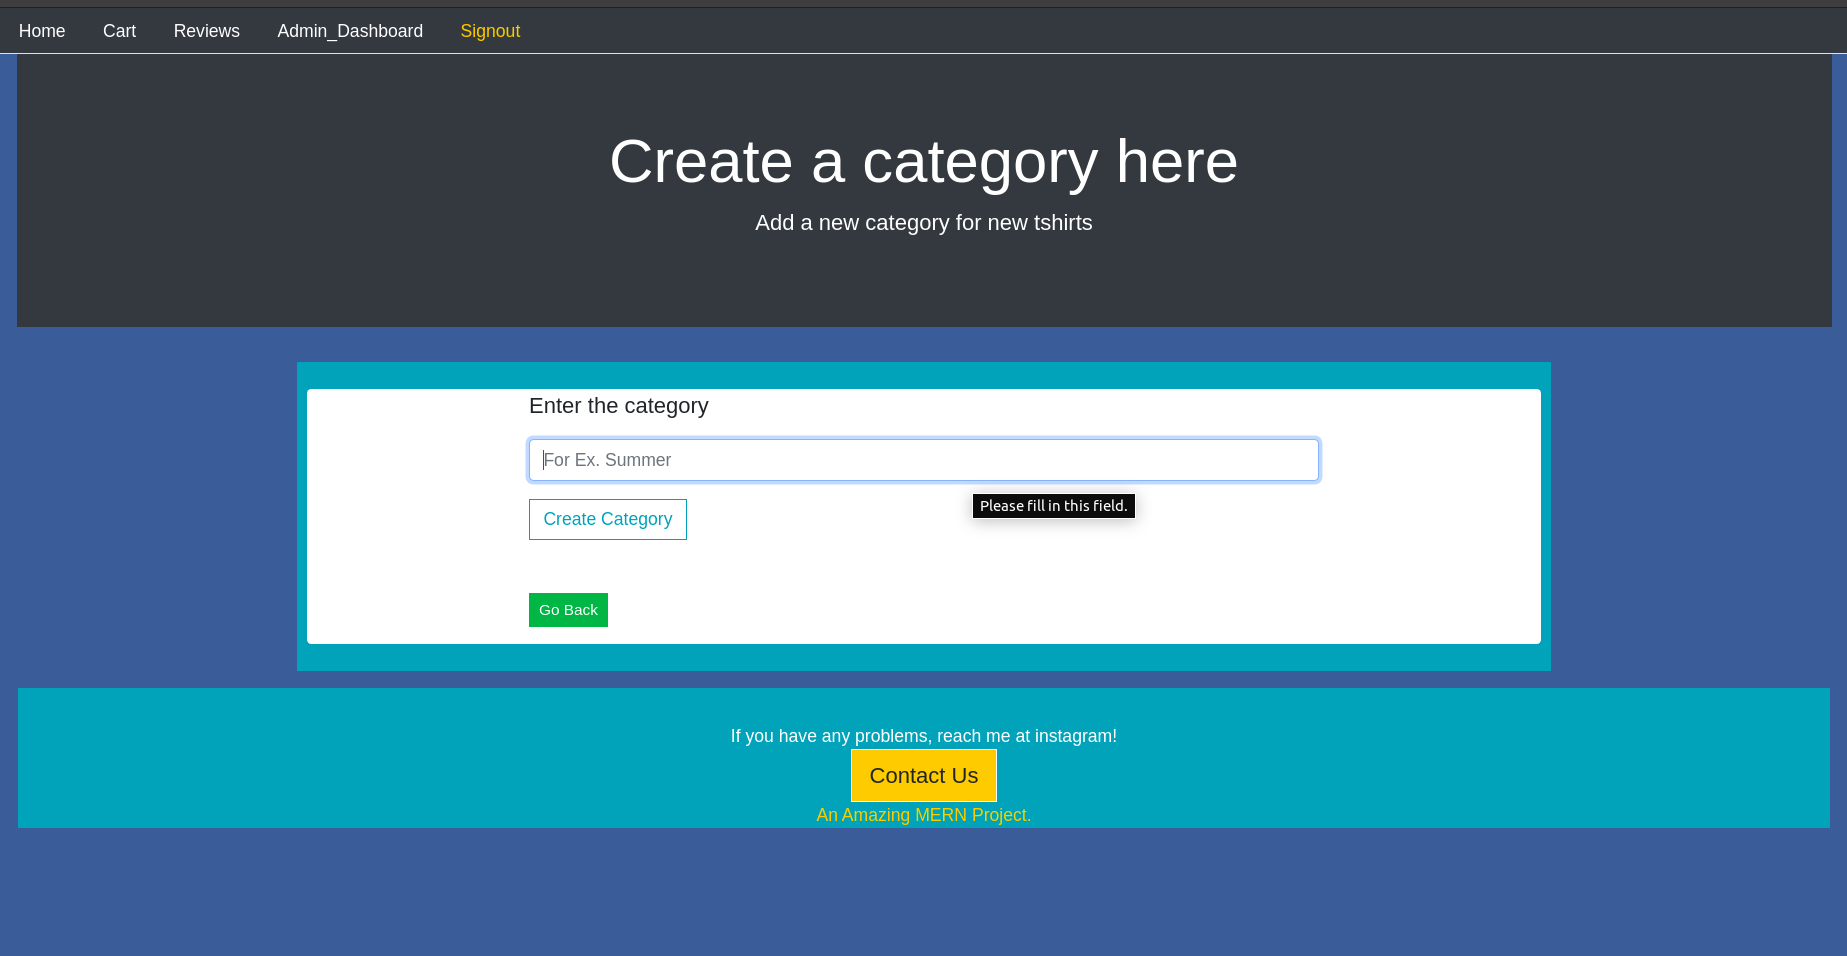 Home Cart Reviews Admin_Dashboard Signout
Create a category here
Add a new category for new tshirts
Enter the category
For Ex. Summer
Please fill in this field.
Create Category
Go Back
If you have any problems, reach me at instagram!
Contact Us
An Amazing MERN Project.